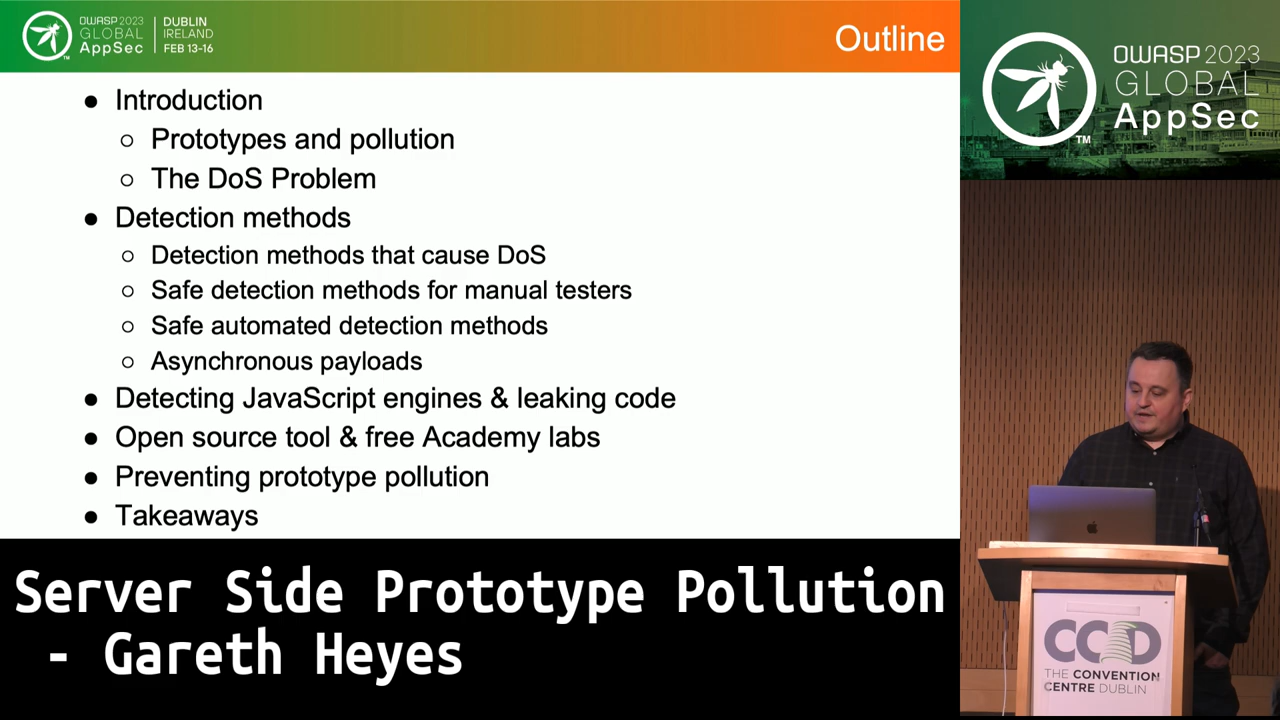 OWASP 2023
GLOBAL
AppSec
DUBLIN
IRELAND
FEB 13-16
TM
Outline
● Introduction
○ Prototypes and pollution
○ The DoS Problem
● Detection methods
○ Detection methods that cause DoS
○ Safe detection methods for manual testers
○ Safe automated detection methods
○ Asynchronous payloads
● Detecting JavaScript engines & leaking code
● Open source tool & free Academy labs
● Preventing prototype pollution
● Takeaways
Server Side Prototype Pollution
- Gareth Heyes
OWASP 2023
GLOBAL
AppSec
TM
CCD
THE CONVENTION
CENTRE DUBLIN